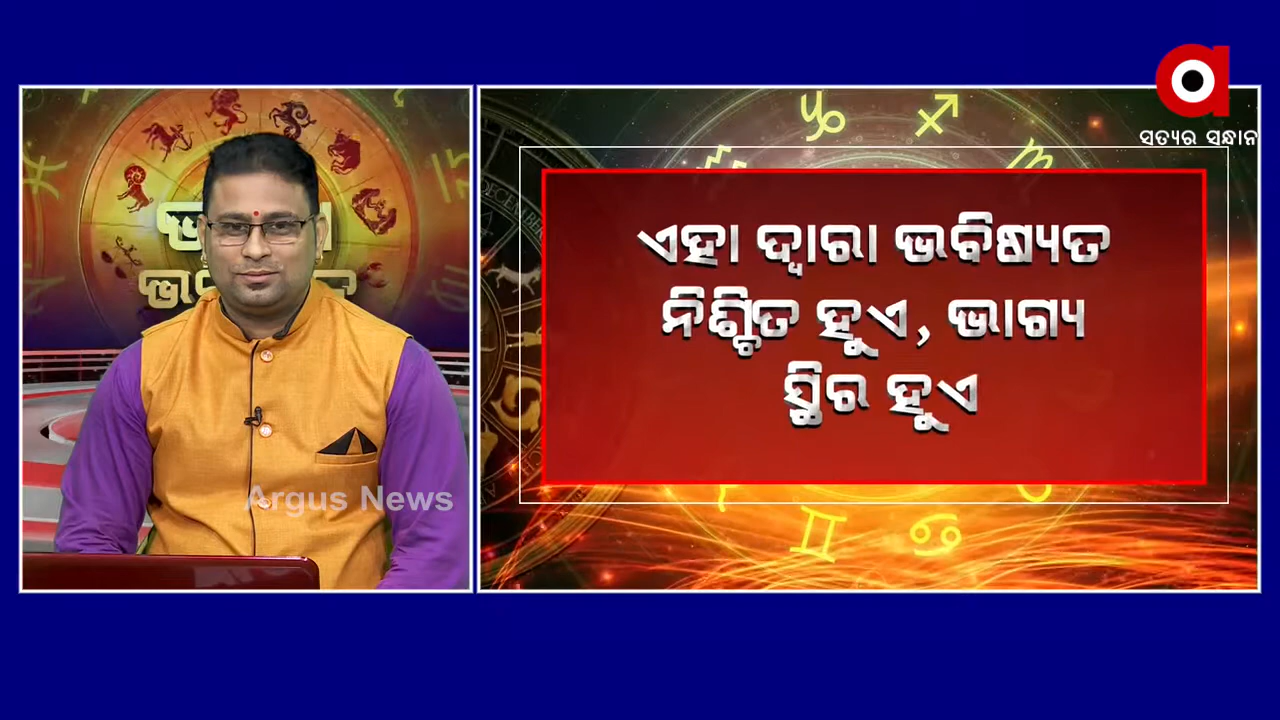 ସତ୍ୟର ସନ୍ଧାନ
ଏହା ଦ୍ୱାରା ଭବିଷ୍ୟତ
ନିଶ୍ଚିତ ହୁଏ, ଭାଗ୍ୟ
ସ୍ଥିର ହୁଏ
Argus News